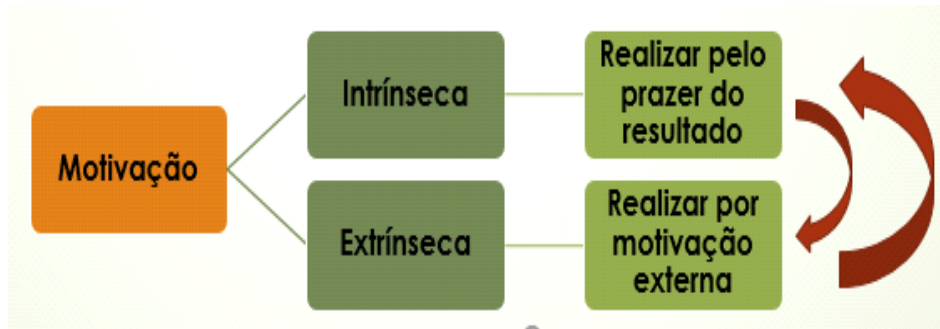 Motivação
Intrínseca
Realizar pelo
prazer do
resultado
Extrínseca
Realizar por
motivação
externa